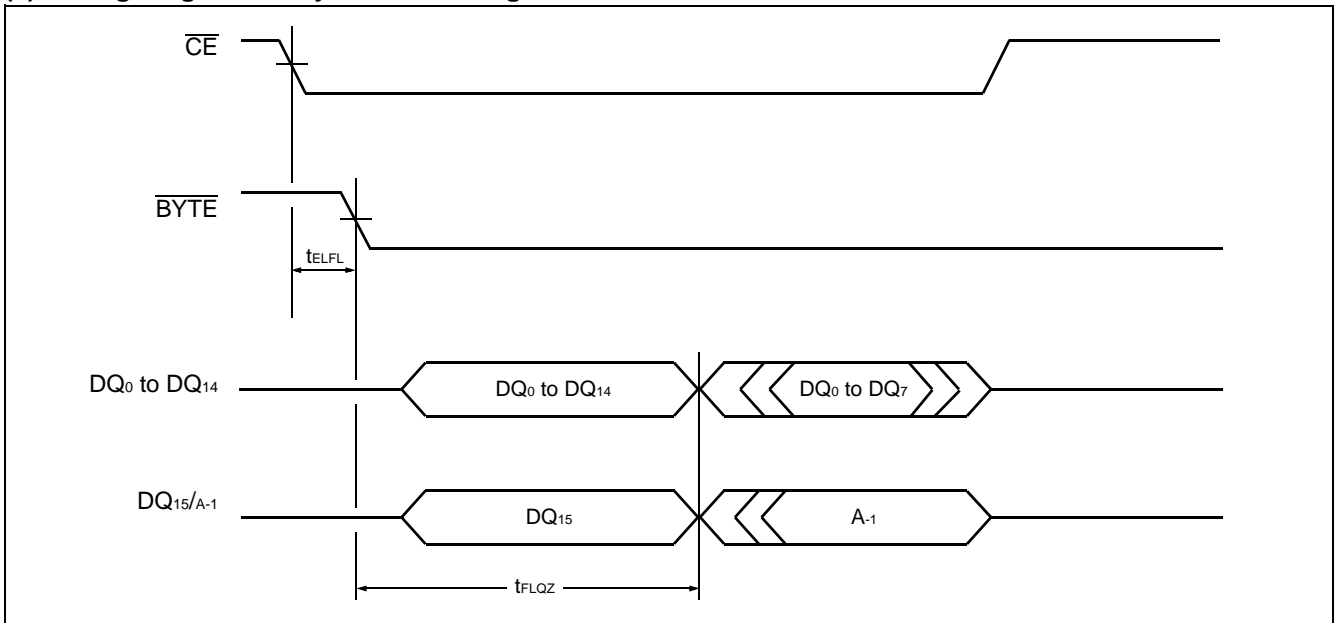 CE
BYTE
tELFL
DQ0 to DQ14
DQ0 to DQ14
DQ0 to DQ7
DQ15/A-1
DQ15
A-1
tFLQZ